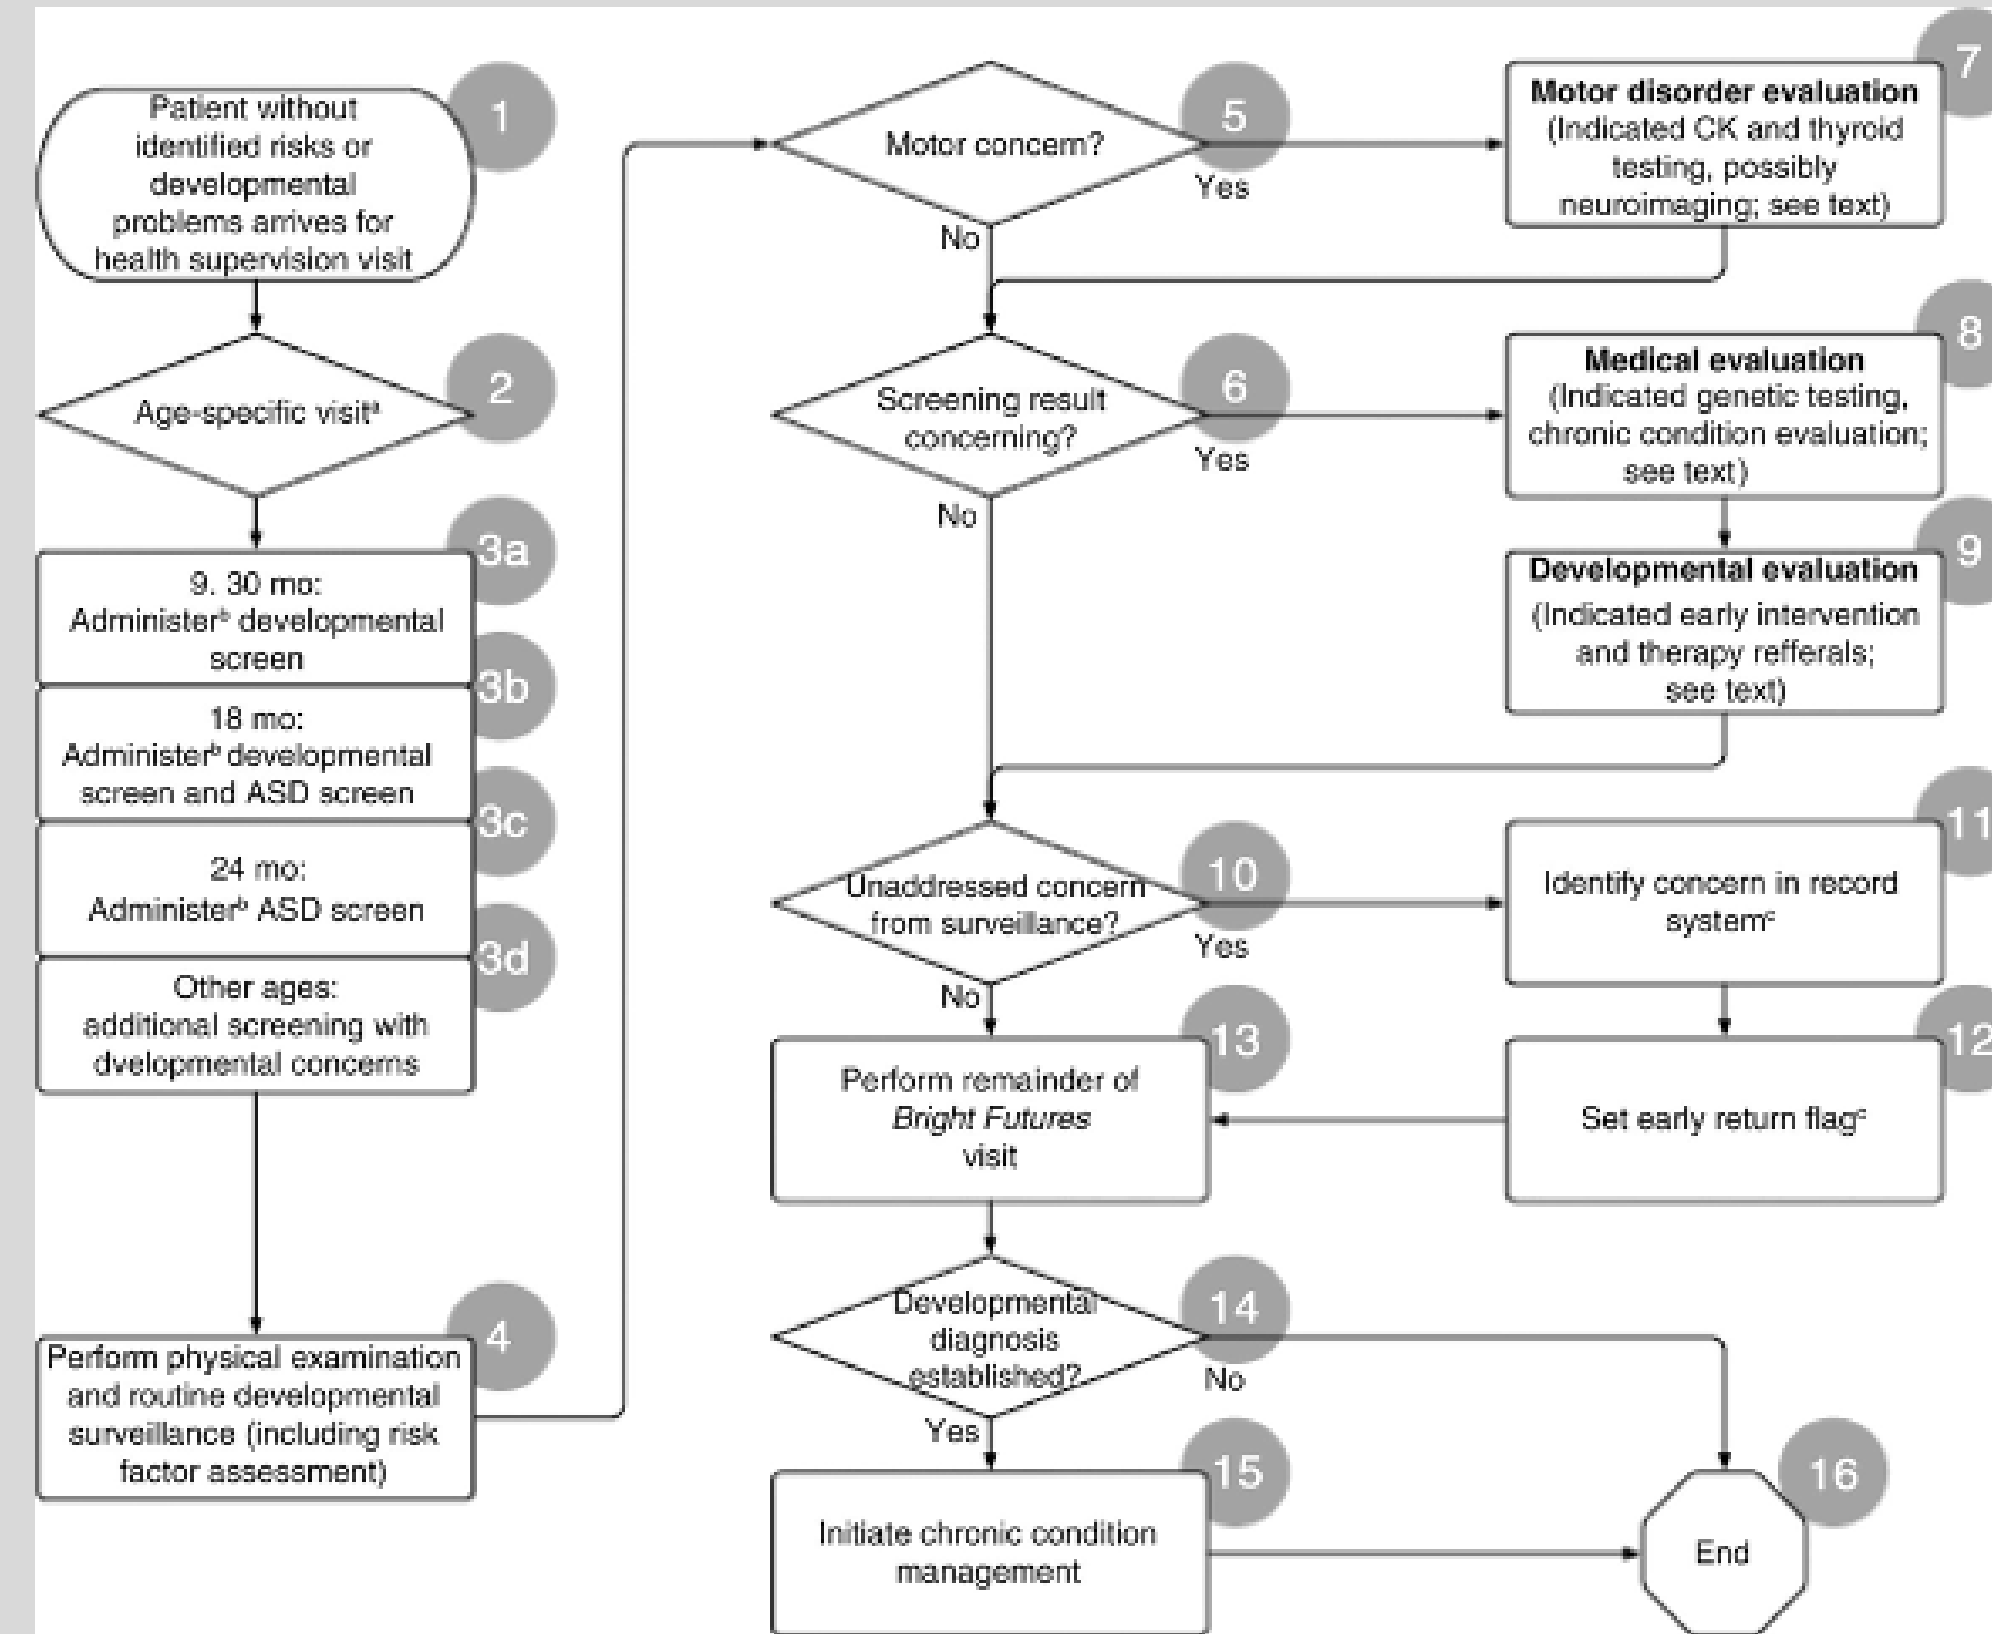 1
Patient without
identified risks or
developmental
problems arrives for
health supervision visit
2
Age-specific visitᵃ
3a
9. 30 mo:
Administerᵇ developmental
screen
3b
18 mo:
Administerᵇ developmental
screen and ASD screen
3c
24 mo:
Administerᵇ ASD screen
3d
Other ages:
additional screening with
dvelopmental concerns
4
Perform physical examination
and routine developmental
surveillance (including risk
factor assessment)
5
Motor concern?
Yes
No
7
Motor disorder evaluation
(Indicated CK and thyroid
testing, possibly
neuroimaging; see text)
6
Screening result
concerning?
Yes
No
8
Medical evaluation
(Indicated genetic testing,
chronic condition evaluation;
see text)
9
Developmental evaluation
(Indicated early intervention
and therapy refferals;
see text)
10
Unaddressed concern
from surveillance?
Yes
No
11
Identify concern in record
systemᶜ
12
Set early return flagᶜ
13
Perform remainder of
Bright Futures
visit
14
Developmental
diagnosis
established?
No
Yes
15
Initiate chronic condition
management
16
End